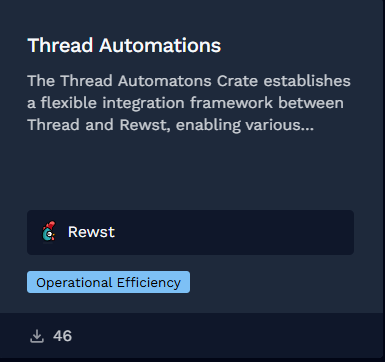 Thread Automations
The Thread Automatons Crate establishes
a flexible integration framework between
Thread and Rewst, enabling various...
Rewst
Operational Efficiency
46